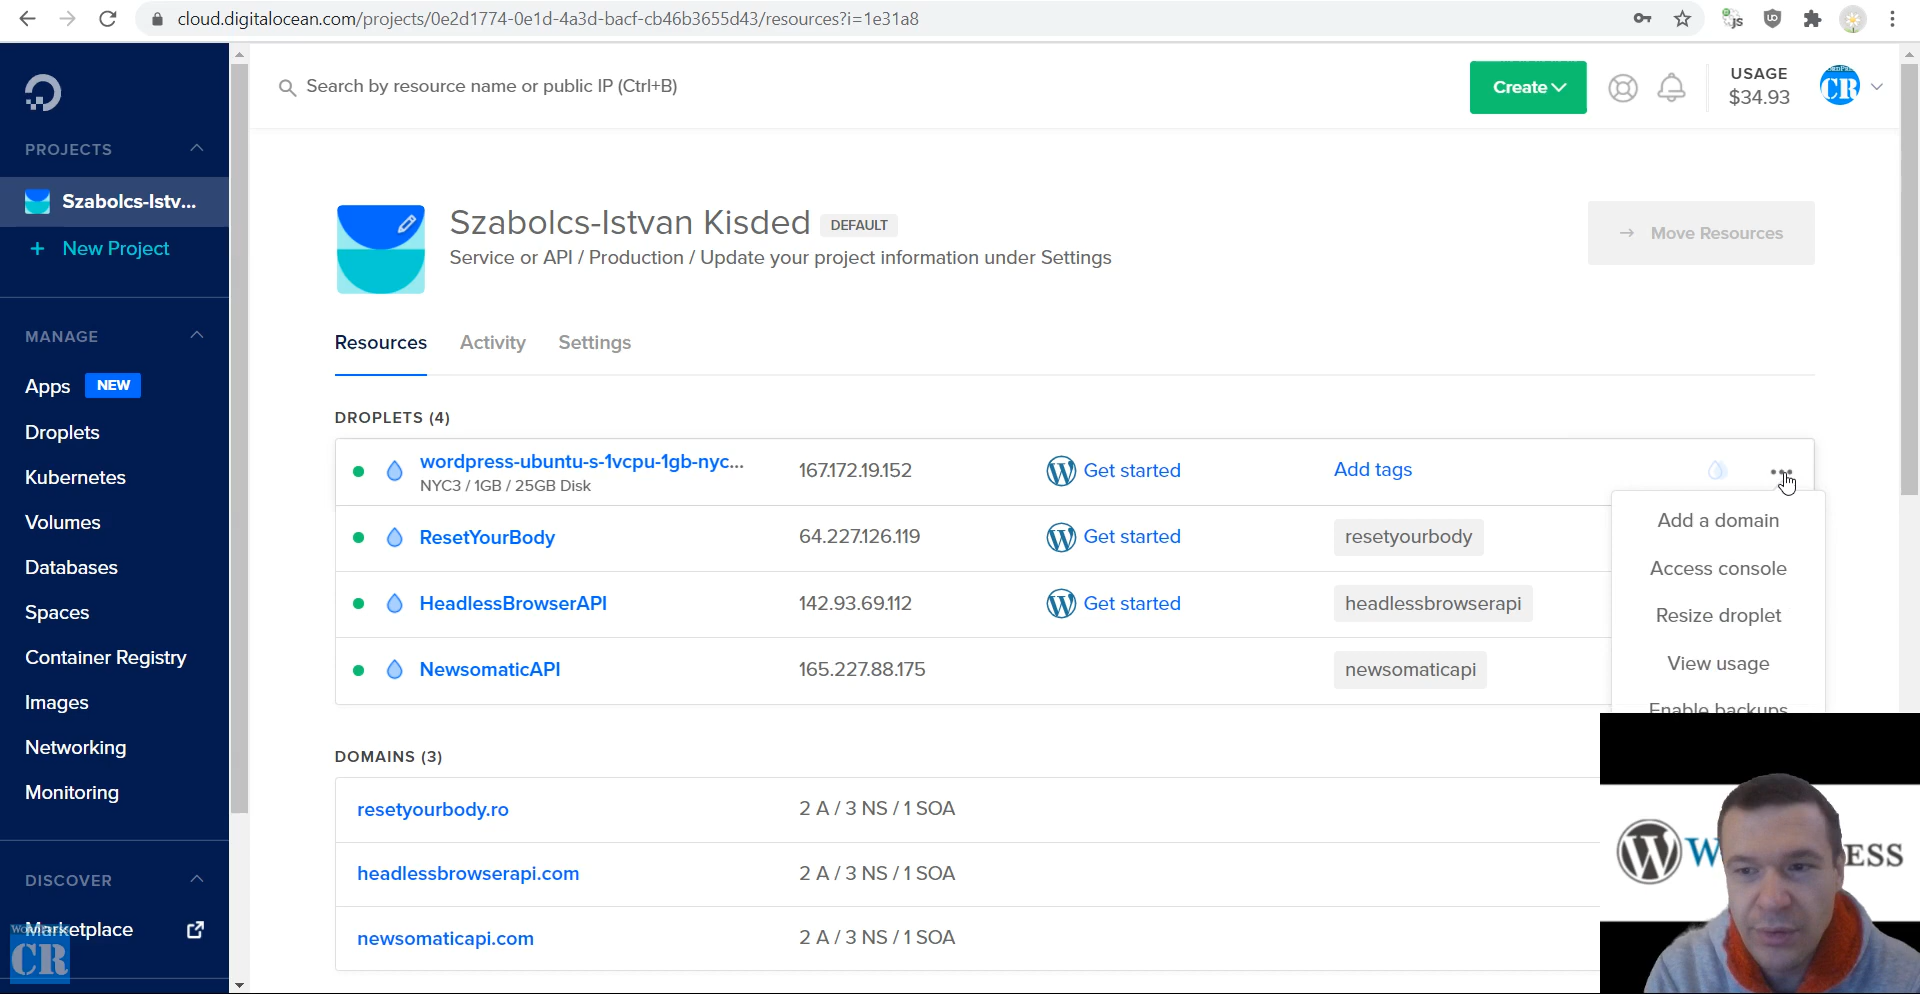 cloud.digitalocean.com/projects/0e2d1774-0e1d-4a3d-bacf-cb46b3655d43/resources?i=1e31a8
Search by resource name or public IP (Ctrl+B)
Create
USAGE
$34.93
CR
PROJECTS
Szabolcs-Istv...
+ New Project
MANAGE
Apps NEW
Droplets
Kubernetes
Volumes
Databases
Spaces
Container Registry
Images
Networking
Monitoring
DISCOVER
Marketplace
CR
Szabolcs-Istvan Kisded DEFAULT
Service or API / Production / Update your project information under Settings
→ Move Resources
Resources Activity Settings
DROPLETS (4)
wordpress-ubuntu-s-1vcpu-1gb-nyc... 167.172.19.152 Get started Add tags
NYC3 / 1GB / 25GB Disk
ResetYourBody 64.227.126.119 Get started resetyourbody
HeadlessBrowserAPI 142.93.69.112 Get started headlessbrowserapi
NewsomaticAPI 165.227.88.175 newsomaticapi
Add a domain
Access console
Resize droplet
View usage
Enable backups
DOMAINS (3)
resetyourbody.ro 2 A / 3 NS / 1 SOA
headlessbrowserapi.com 2 A / 3 NS / 1 SOA
newsomaticapi.com 2 A / 3 NS / 1 SOA